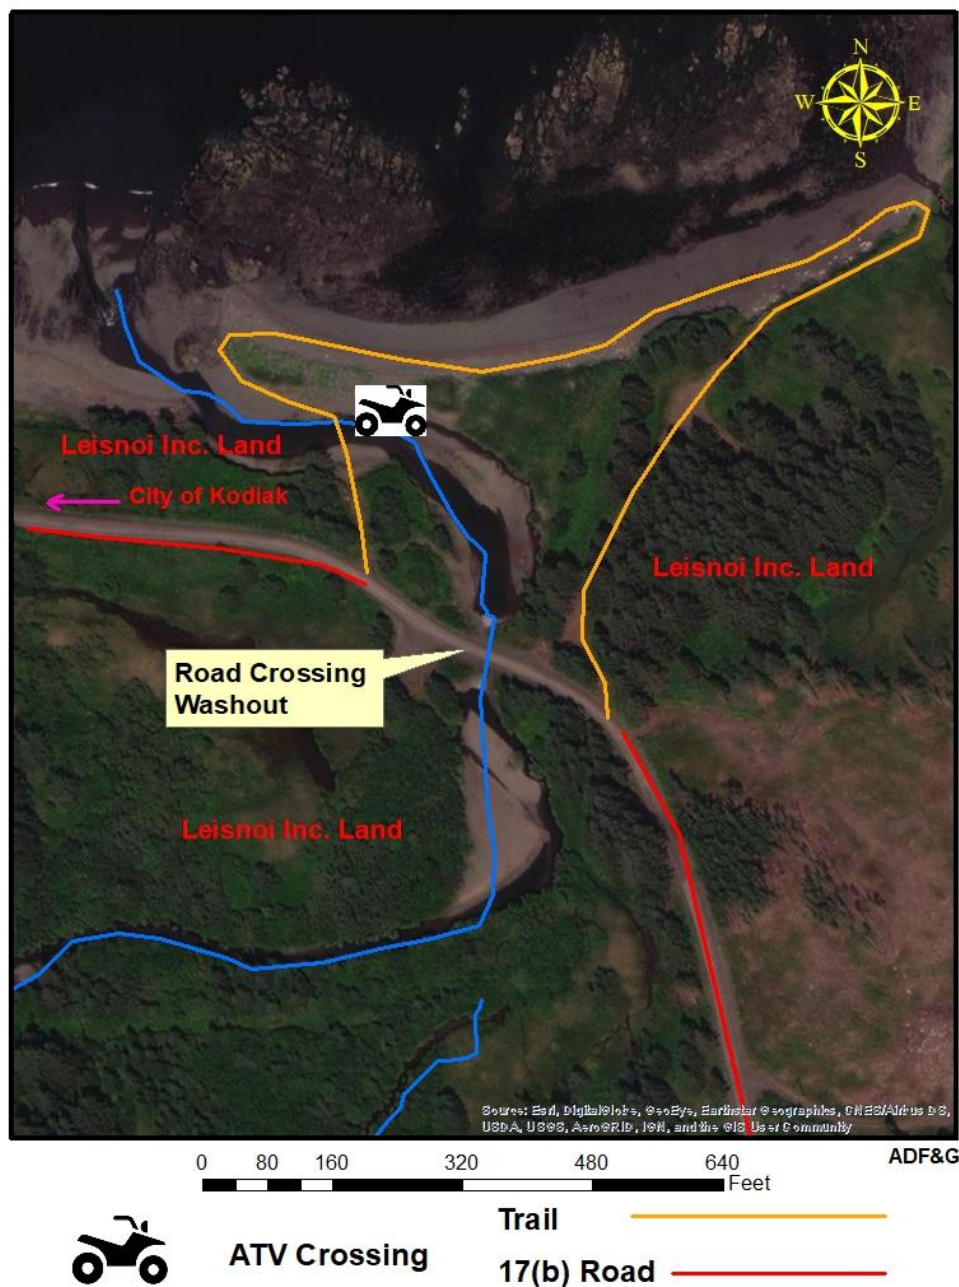 N
W E
S
Leisnoi Inc. Land
City of Kodiak
Leisnoi Inc. Land
Road Crossing
Washout
Leisnoi Inc. Land
Source: Esri, DigitalGlobe, GeoEye, Earthstar Geographics, CNES/Airbus DS,
USDA, USGS, AeroGRID, IGN, and the GIS User Community
ADF&G
0 80 160 320 480 640
Feet
Trail
ATV Crossing
17(b) Road